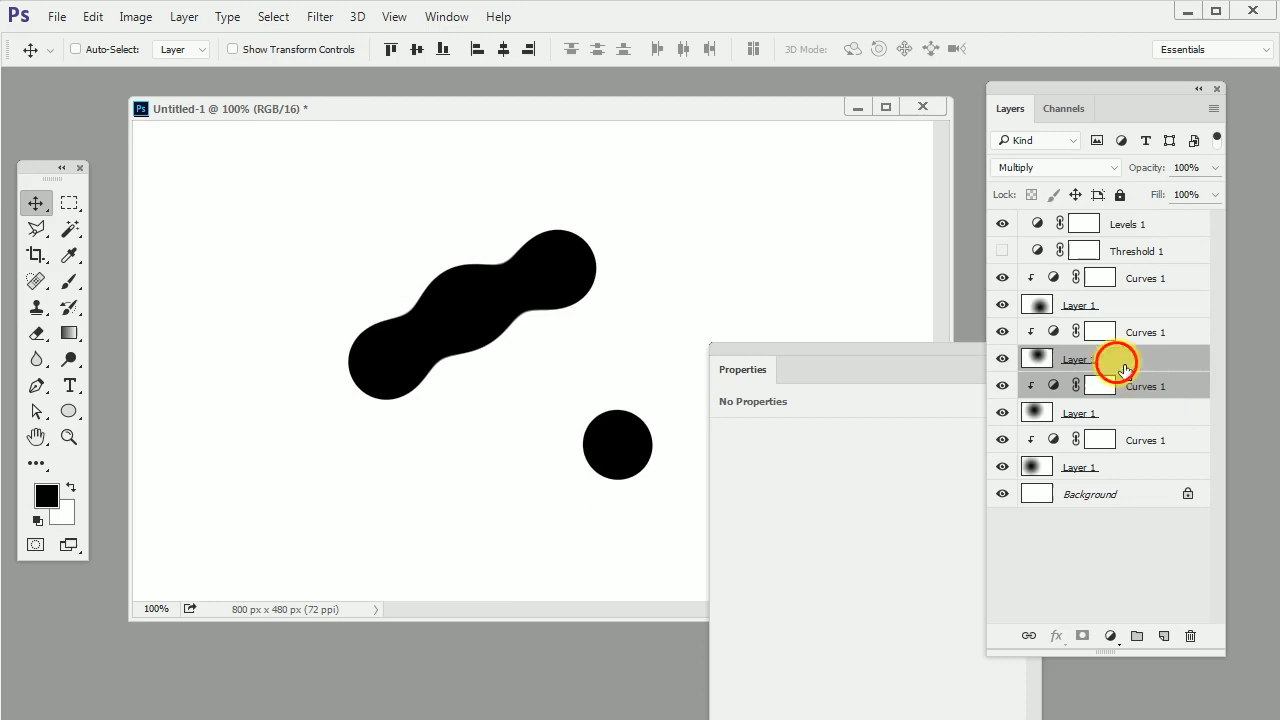 Ps File Edit Image Layer Type Select Filter 3D View Window Help
Auto-Select: Layer Show Transform Controls 3D Mode: Essentials
Ps Untitled-1 @ 100% (RGB/16) *
Layers Channels
Kind
Multiply Opacity: 100%
Lock: Fill: 100%
Levels 1
Threshold 1
Curves 1
Layer 1
Curves 1
Layer
Curves 1
Layer 1
Curves 1
Layer 1
Background
fx
Properties
No Properties
T
100% 800 px x 480 px (72 ppi)